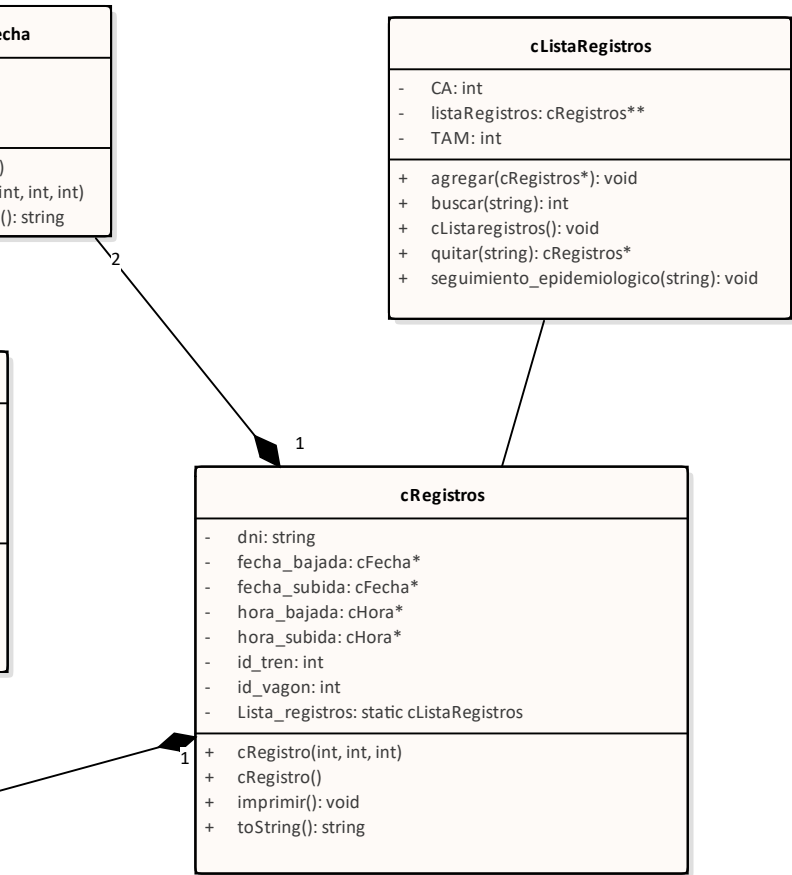 echa
)
int, int, int)
(): string
2
cListaRegistros
- CA: int
- listaRegistros: cRegistros**
- TAM: int
+ agregar(cRegistros*): void
+ buscar(string): int
+ cListaregistros(): void
+ quitar(string): cRegistros*
+ seguimiento_epidemiologico(string): void
1
cRegistros
- dni: string
- fecha_bajada: cFecha*
- fecha_subida: cFecha*
- hora_bajada: cHora*
- hora_subida: cHora*
- id_tren: int
- id_vagon: int
- Lista_registros: static cListaRegistros
1
+ cRegistro(int, int, int)
+ cRegistro()
+ imprimir(): void
+ toString(): string